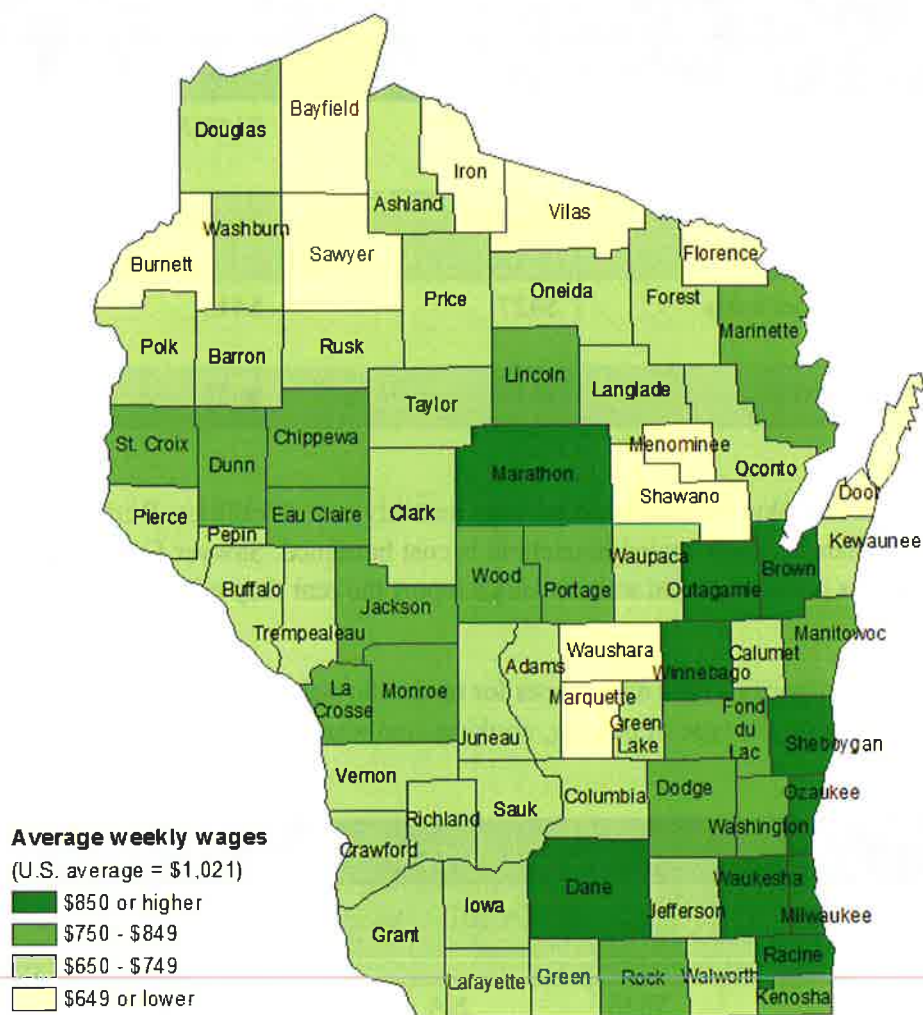 Bayfield
Douglas
Iron
Ashland
Vilas
Washburn
Florence
Sawyer
Burnett
Price
Oneida
Forest
Marinette
Polk
Barron
Rusk
Lincoln
Langlade
Taylor
St. Croix
Chippewa
Menominee
Dunn
Marathon
Oconto
Shawano
Door
Clark
Pierce
Eau Claire
Pepin
Kewaunee
Waupaca
Brown
Wood
Portage
Outagamie
Buffalo
Jackson
Trempealeau
Manitowoc
Waushara
Calumet
Adams
Winnebago
La
Crosse
Monroe
Marquette
Green
Lake
Fond
du
Lac
Juneau
Sheboygan
Vernon
Sauk
Columbia
Dodge
Ozaukee
Richland
Washington
Crawford
Average weekly wages
(U.S. average = $1,021)
$850 or higher
$750 - $849
$650 - $749
$649 or lower
Waukesha
Dane
Iowa
Jefferson
Milwaukee
Grant
Racine
Lafayette
Green
Rock
Walworth
Kenosha